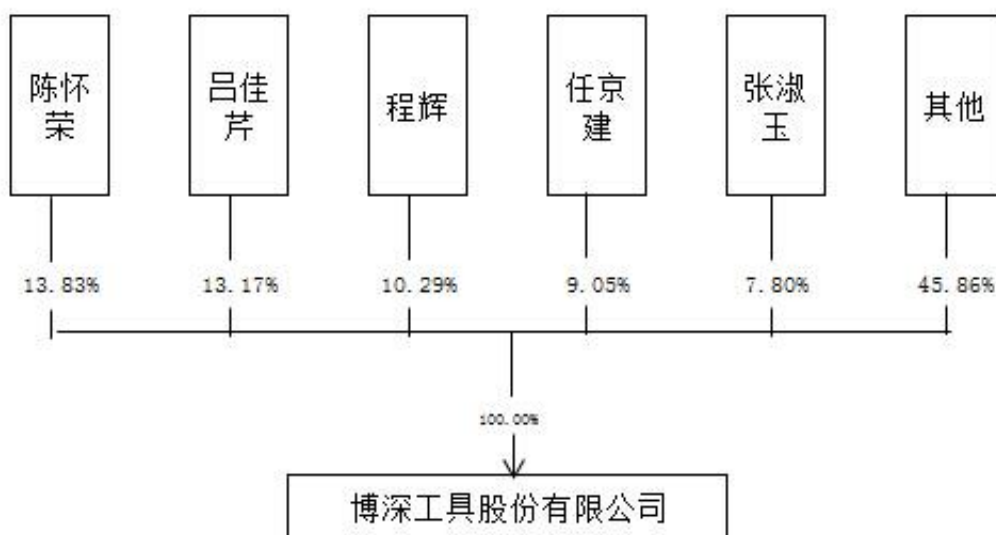 陈怀
荣
吕佳
芹
程辉
任京
建
张淑
玉
其他
13.83%
13.17%
10.29%
9.05%
7.80%
45.86%
100.00%
博深工具股份有限公司